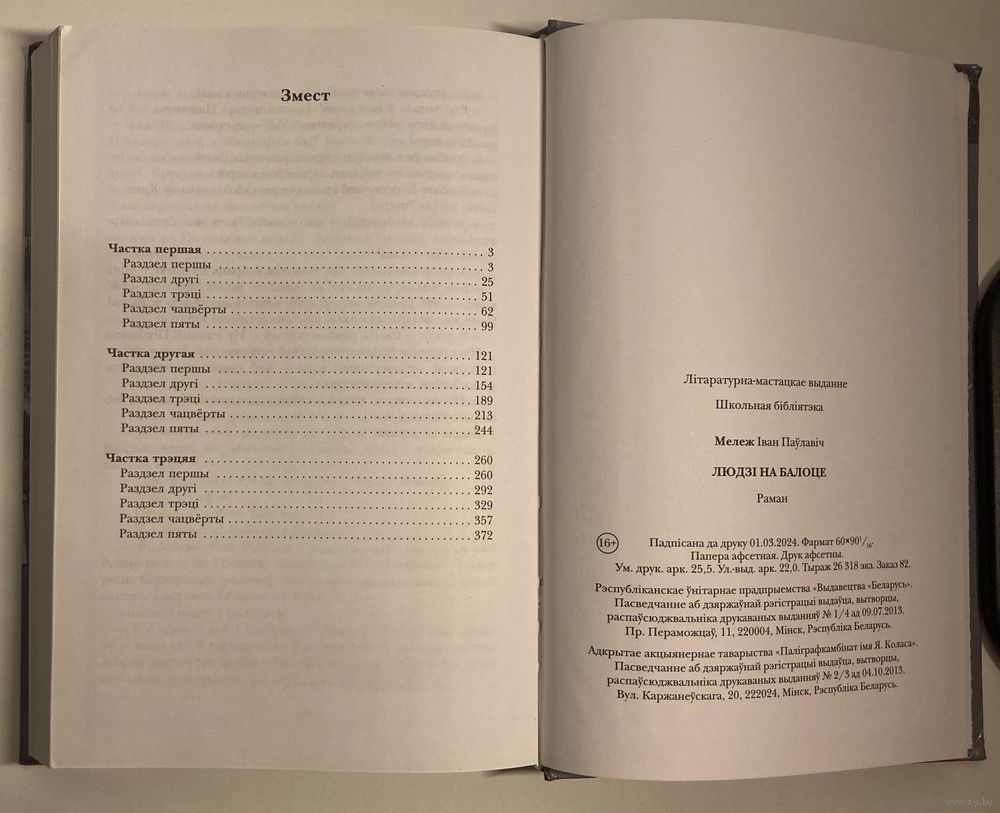 Змест
Частка першая ................................................ 3
Раздзел першы ................................................ 3
Раздзел другі ................................................ 25
Раздзел трэці ................................................ 51
Раздзел чацвёрты ................................................ 62
Раздзел пяты ................................................ 99
Частка другая ................................................ 121
Раздзел першы ................................................ 121
Раздзел другі ................................................ 154
Раздзел трэці ................................................ 189
Раздзел чацвёрты ................................................ 213
Раздзел пяты ................................................ 244
Частка трэцяя ................................................ 260
Раздзел першы ................................................ 260
Раздзел другі ................................................ 292
Раздзел трэці ................................................ 329
Раздзел чацвёрты ................................................ 357
Раздзел пяты ................................................ 372
Літаратурна-мастацкае выданне
Школьная бібліятэка
Мележ Іван Паўлавіч
ЛЮДЗІ НА БАЛОЦЕ
Раман
16+ Падпісана да друку 01.03.2024. Фармат 60×90 1/16.
Папера афсетная. Друк афсетны.
Ум. друк. арк. 25,5. Ул.-выд. арк. 22,0. Тыраж 26 318 экз. Заказ 82.
Рэспубліканскае ўнітарнае прадпрыемства «Выдавецтва «Беларусь».
Пасведчанне аб дзяржаўнай рэгістрацыі выдаўца, вытворцы,
распаўсюджвальніка друкаваных выданняў № 1/4 ад 09.07.2013.
Пр. Пераможцаў, 11, 220004, Мінск, Рэспубліка Беларусь.
Адкрытае акцыянернае таварыства «Паліграфкамбінат імя Я. Коласа».
Пасведчанне аб дзяржаўнай рэгістрацыі выдаўца, вытворцы,
распаўсюджвальніка друкаваных выданняў № 2/3 ад 04.10.2013.
Вул. Каржанеўскага, 20, 222024, Мінск, Рэспубліка Беларусь.
www.ay.by